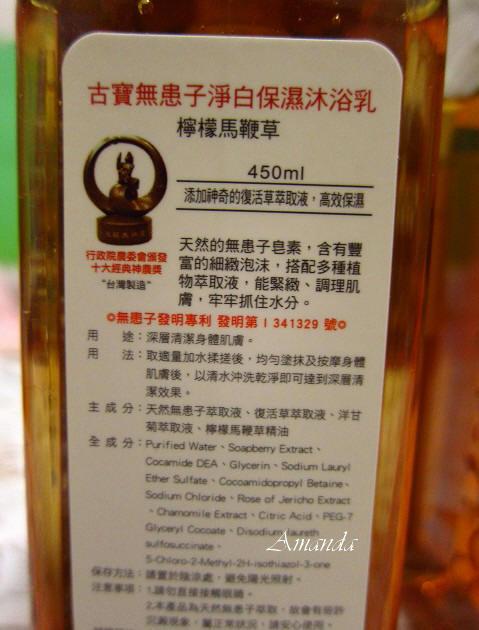 古寶無患子淨白保濕沐浴乳
檸檬馬鞭草
450ml
添加神奇的復活草萃取液,高效保濕
行政院農委會頒發
十大經典神農獎
"台灣製造"
天然的無患子皂素,含有豐
富的細緻泡沫,搭配多種植
物萃取液,能緊緻、調理肌
膚,牢牢抓住水分。
◎無患子發明專利 發明第 I 341329 號◎
用 途:深層清潔身體肌膚。
用 法:取適量加水揉搓後,均勻塗抹及按摩身體
肌膚後,以清水沖洗乾淨即可達到深層清
潔效果。
主成分:天然無患子萃取液、復活草萃取液、洋甘
菊萃取液、檸檬馬鞭草精油
全成分:Purified Water、Soapberry Extract、
Cocamide DEA、Glycerin、Sodium Lauryl
Ether Sulfate、Cocoamidopropyl Betaine、
Sodium Chloride、Rose of Jericho Extract
、Chamomile Extract、Citric Acid、PEG-7
Glyceryl Cocoate、Disodium Laureth
sulfosuccinate、
5-Chloro-2-Methyl-2H-isothiazol-3-one
Amanda
保存方法:請置於陰涼處,避免陽光照射。
注意事項:1.請勿直接接觸眼睛。
2.本產品為天然無患子萃取,故會有些許
沉澱現象,屬正常狀況,請安心使用。